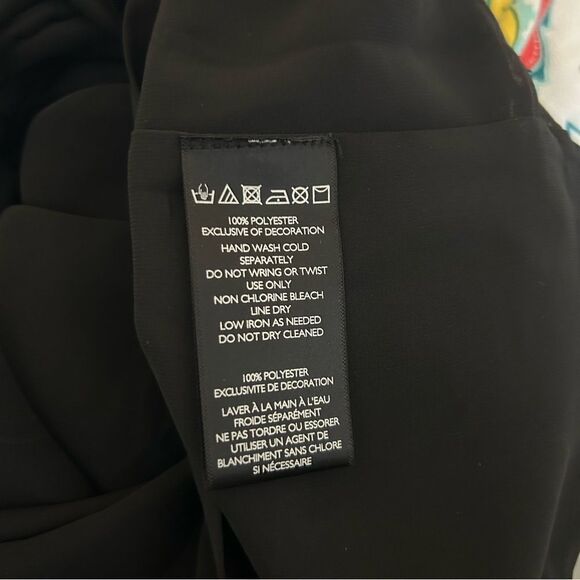 100% POLYESTER
EXCLUSIVE OF DECORATION
HAND WASH COLD
SEPARATELY
DO NOT WRING OR TWIST
USE ONLY
NON CHLORINE BLEACH
LINE DRY
LOW IRON AS NEEDED
DO NOT DRY CLEANED
100% POLYESTER
EXCLUSIVITE DE DECORATION
LAVER À LA MAIN À L'EAU
FROIDE SÉPARÉMENT
NE PAS TORDRE OU ESSORER
UTILISER UN AGENT DE
BLANCHIMENT SANS CHLORE
SI NÉCESSAIRE